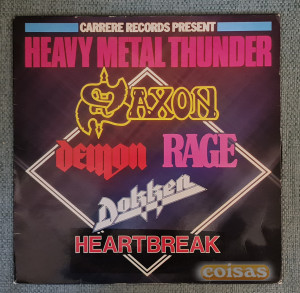 CARRERE RECORDS PRESENT
HEAVY METAL THUNDER
SAXON
DEMON RAGE
Dokken
HEARTBREAK
coisas